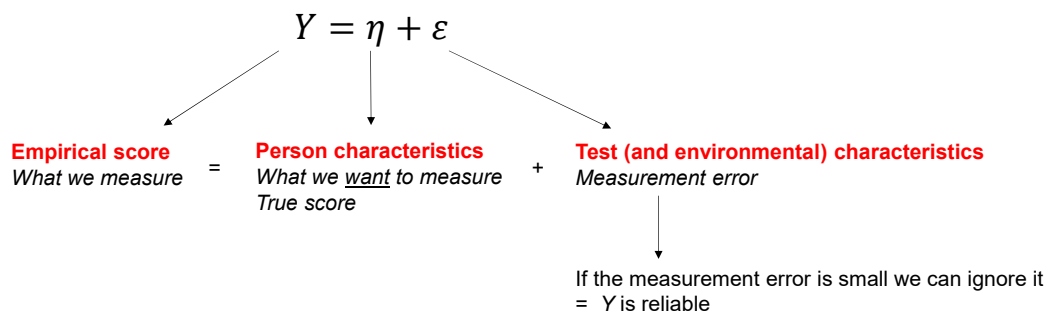 Y = η + ε
Empirical score
What we measure
=
Person characteristics
What we want to measure
True score
+
Test (and environmental) characteristics
Measurement error
If the measurement error is small we can ignore it
= Y is reliable